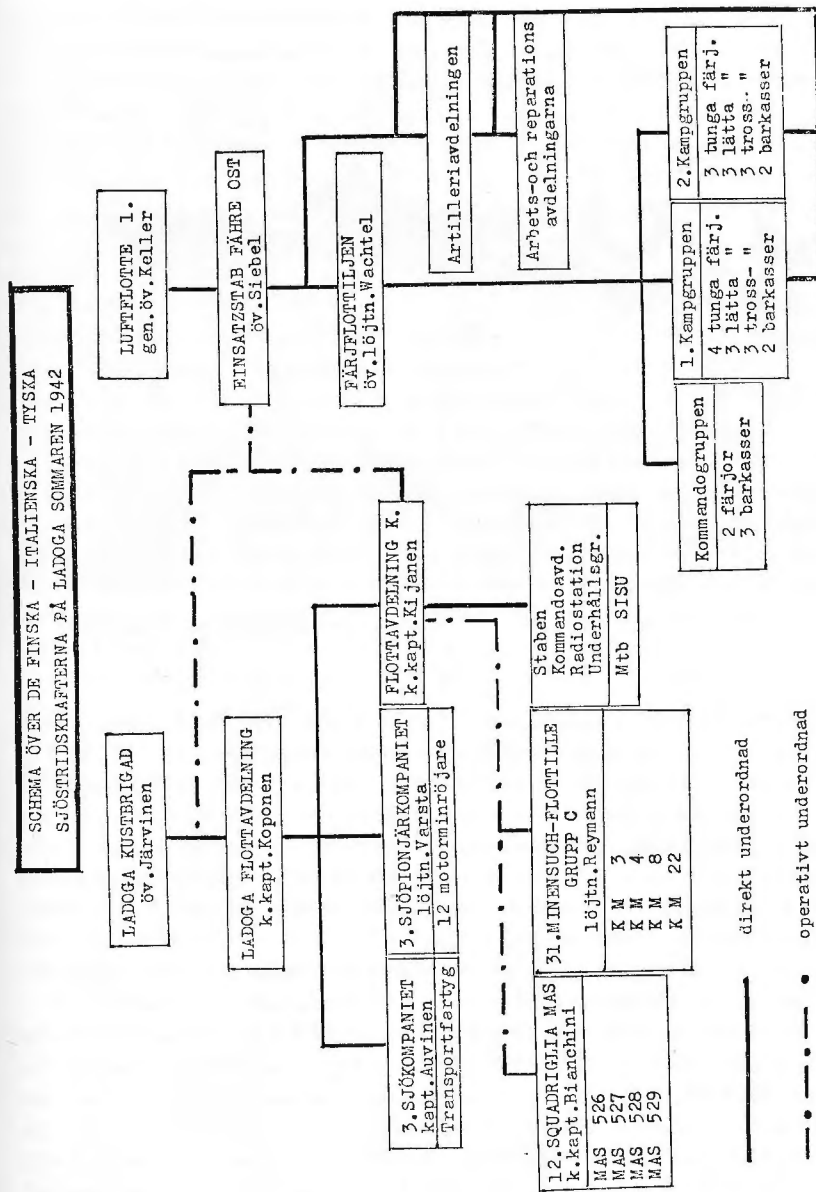 SCHEMA ÖVER DE FINSKA - ITALIENSKA - TYSKA
SJÖSTRIDSKRAFTERNA PÅ LADOGA SOMMAREN 1942
LADOGA KUSTBRIGAD
öv.Järvinen
LUFTFLOTTE 1.
gen.öv.Keller
LADOGA FLOTTAVDELNING
k.kapt.Koponen
EINSATZSTAB FÄHRE OST
öv.Siebel
3.SJÖKOMPANIET
kapt.Auvinen
Transportfartyg
3.SJÖPIONJÄRKOMPANIET
löjtn.Varsta
12 motorminröjare
FLOTTAVDELNING K.
k.kapt.Kijanen
FÄRJFLOTTILJEN
öv.löjtn.Wachtel
Artilleriavdelningen
Arbets-och reparations
avdelningarna
12.SQUADRIGLIA MAS
k.kapt.Bianchini
MAS 526
MAS 527
MAS 528
MAS 529
31.MINENSUCH-FLOTTILLE
GRUPP C
löjtn.Reymann
K M 3
K M 4
K M 8
K M 22
Staben
Kommandoavd.
Radiostation
Underhållsgr.
Mtb SISU
Kommandogruppen
2 färjor
3 barkasser
1.Kampgruppen
4 tunga färj.
3 lätta "
3 tross- "
2 barkasser
2.Kampgruppen
3 tunga färj.
3 lätta "
3 tross-- "
2 barkasser
direkt underordnad
operativt underordnad